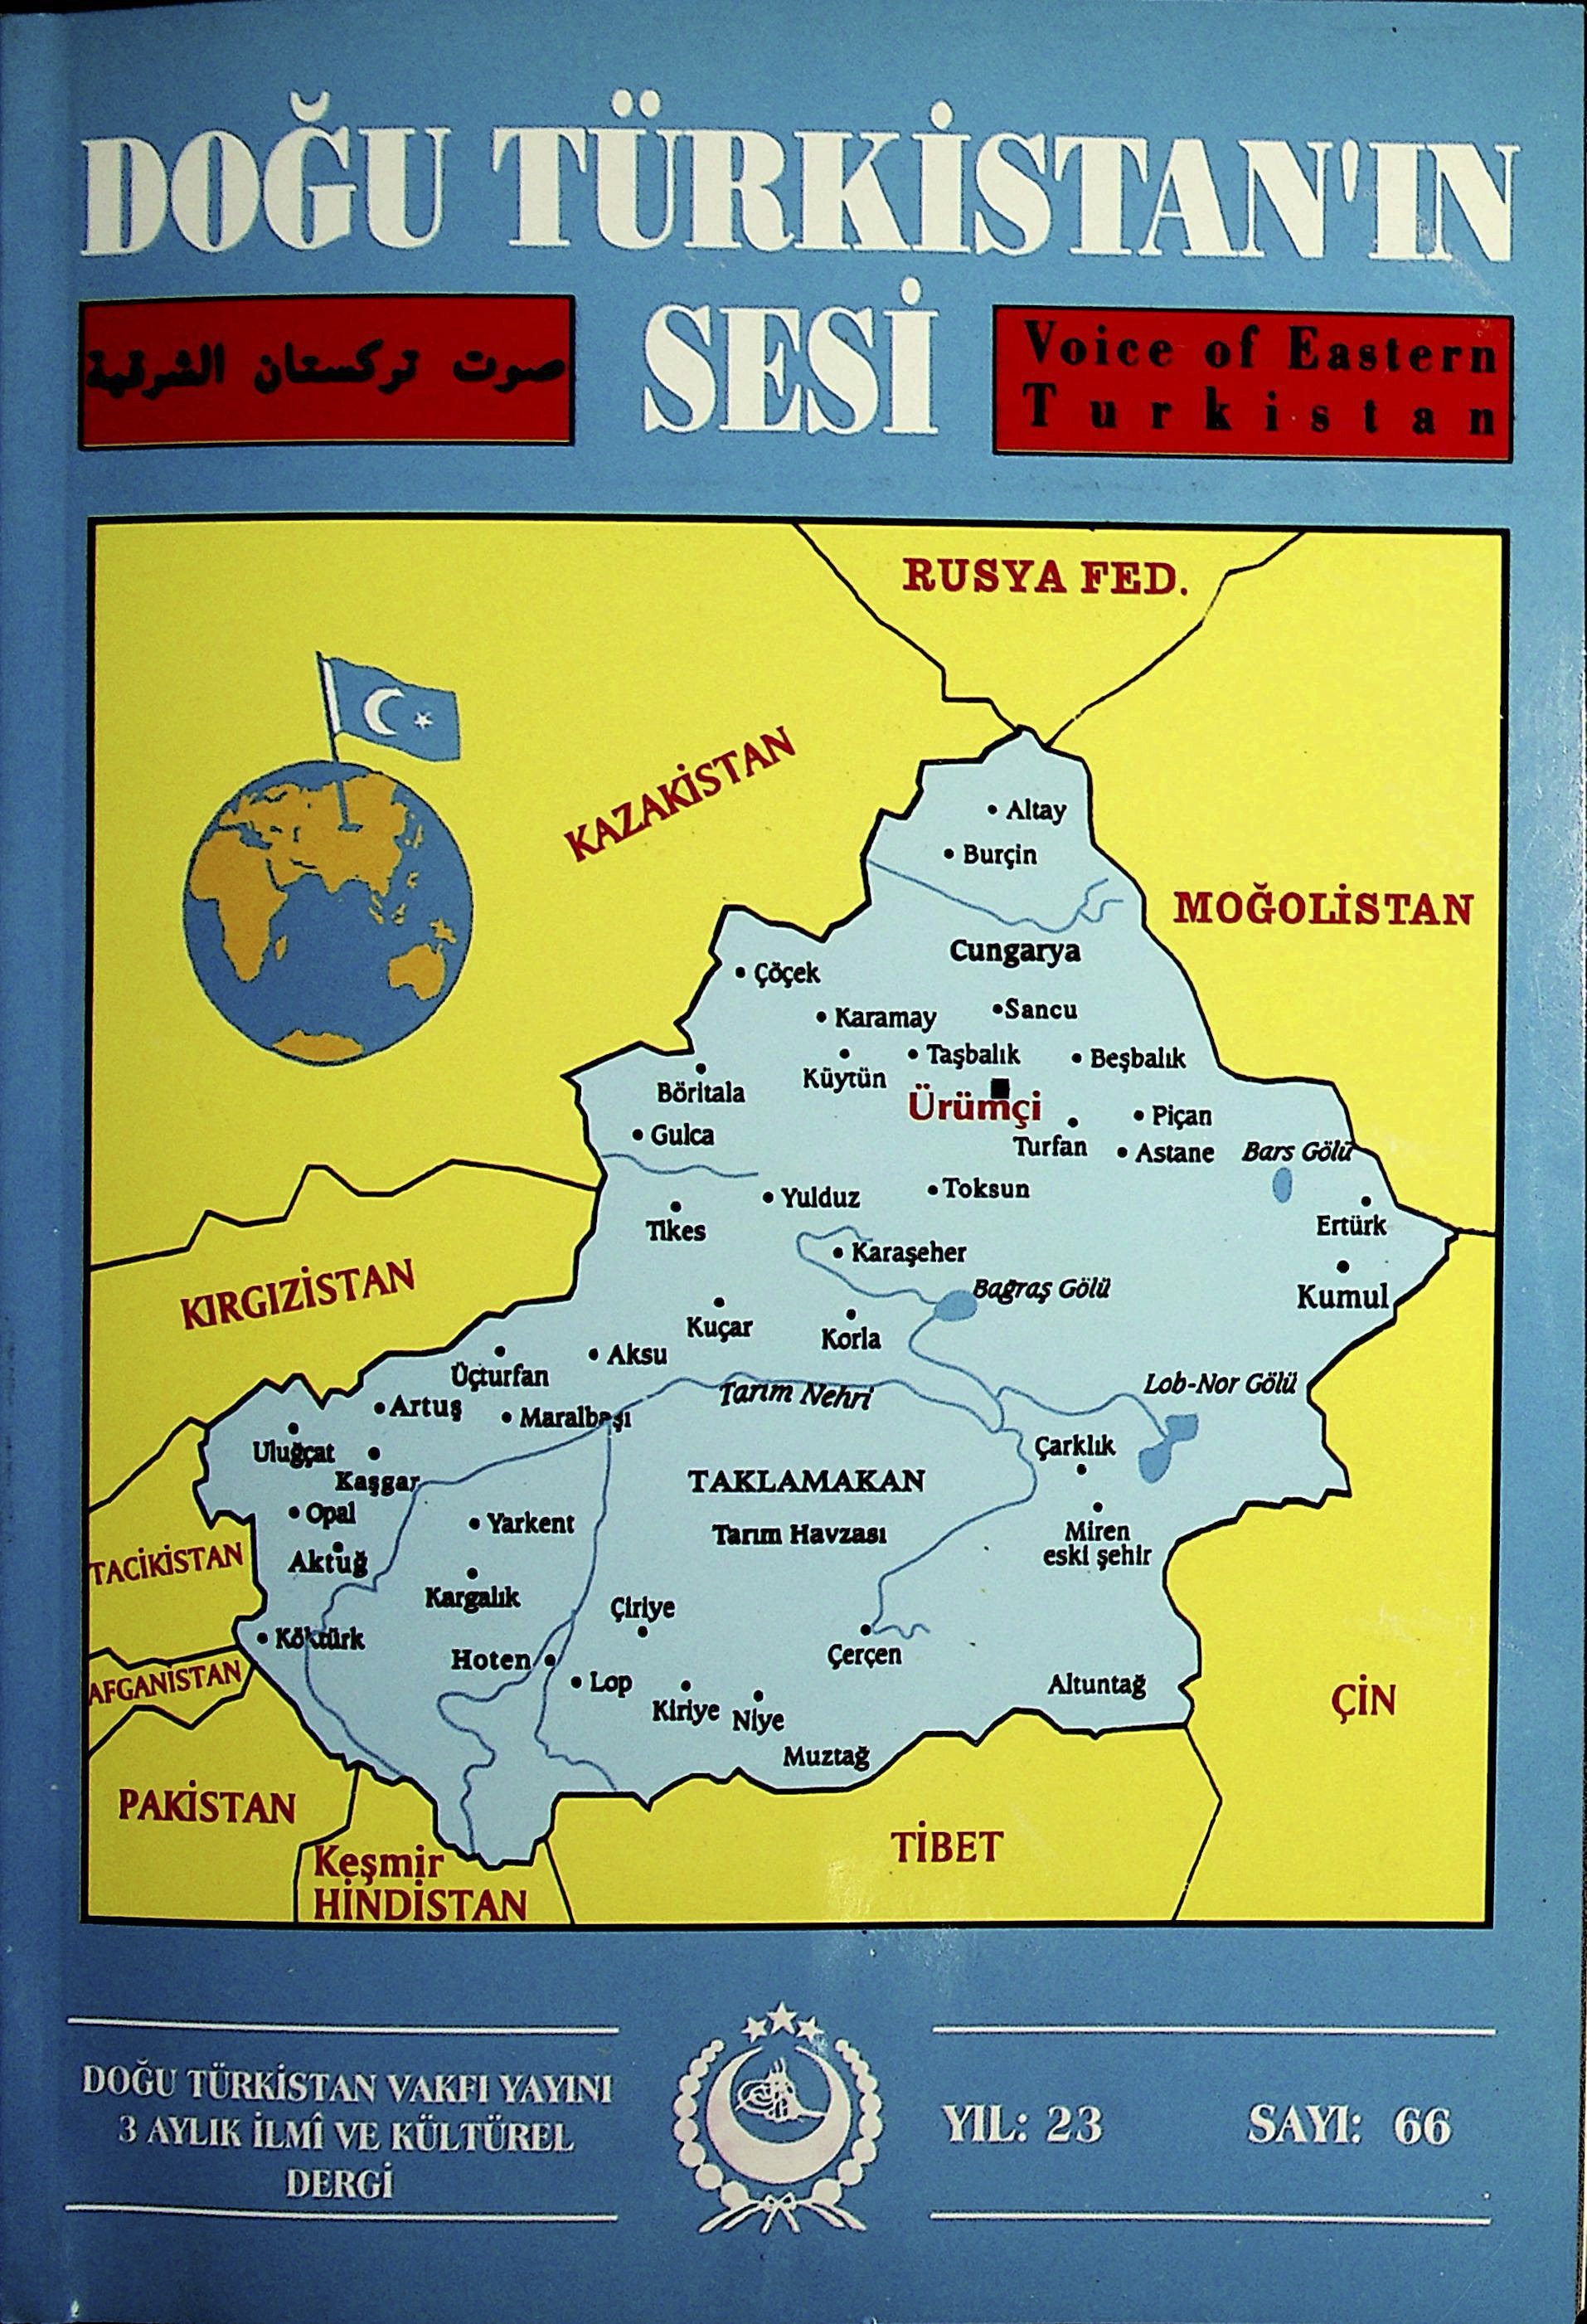 DOĞU TÜRKİSTAN'IN
SESİ
صوت تركستان الشرقية
Voice of Eastern
Turkistan
RUSYA FED.
KAZAKİSTAN
MOĞOLİSTAN
• Altay
• Burçin
Cungarya
• Çöçek
• Karamay
•Sancu
Küytün
• Taşbalık
• Beşbalık
Böritala
Ürümçi
• Piçan
• Gulca
Turfan
• Astane
Bars Gölü
• Yulduz
•Toksun
Tikes
Ertürk
• Karaşeher
KIRGIZİSTAN
Bağraş Gölü
Kumul
Kuçar
Korla
• Aksu
Üçturfan
Lob-Nor Gölü
Tarım Nehri
•Artuş
• Maralbaşı
Uluğçat
Kaşgar
Çarklık
TAKLAMAKAN
• Opal
• Yarkent
Tarım Havzası
Miren
eski şehir
TACİKİSTAN
Aktuğ
Kargalık
Çiriye
• Köktürk
Hoten
Çerçen
AFGANİSTAN
• Lop
Kiriye
Niye
Altuntağ
ÇİN
Muztağ
PAKİSTAN
TİBET
Keşmir
HİNDİSTAN
DOĞU TÜRKİSTAN VAKFI YAYINI
3 AYLIK İLMÎ VE KÜLTÜREL
DERGİ
YIL: 23 SAYI: 66